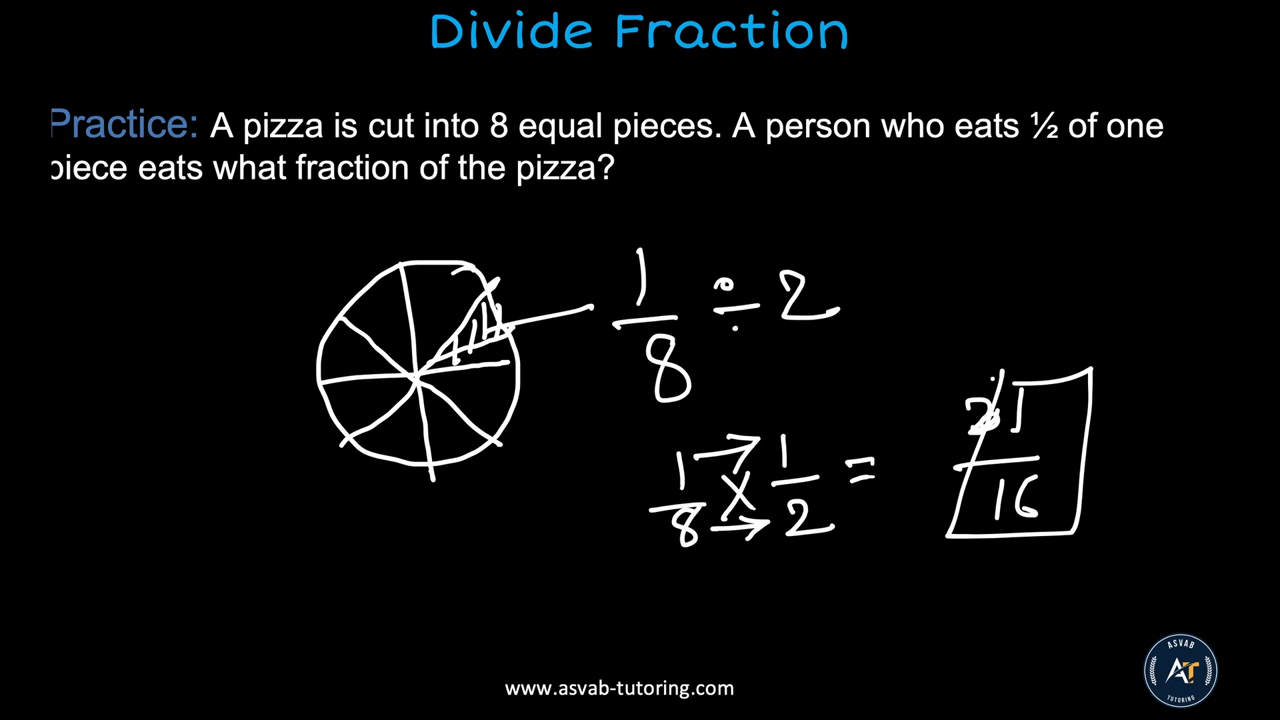 Divide Fraction
Practice: A pizza is cut into 8 equal pieces. A person who eats ½ of one
piece eats what fraction of the pizza?
1/8 ÷ 2
1/8 × 1/2 = 1/16
www.asvab-tutoring.com
ASVAB
AT
TUTORING